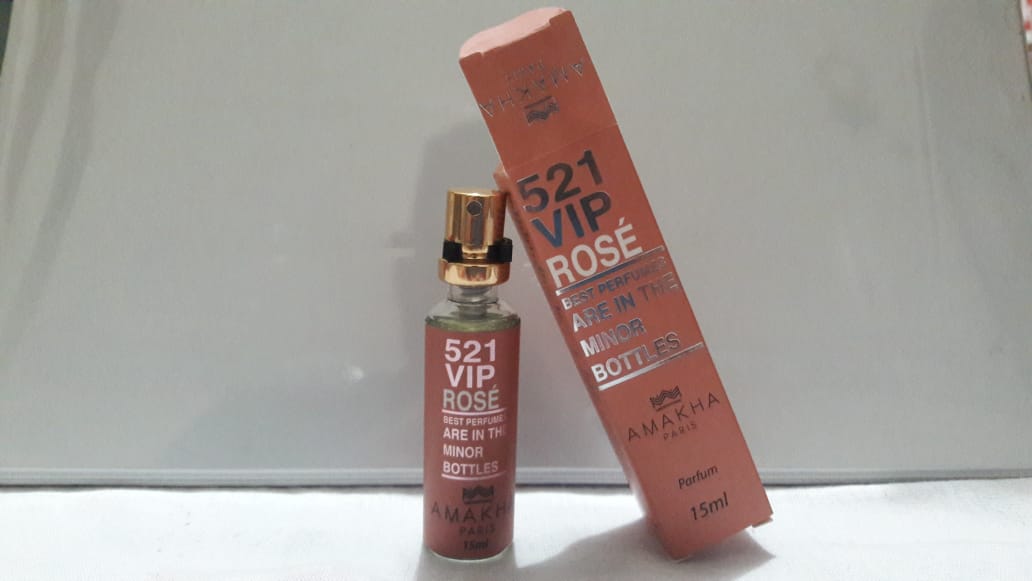 AMAKHA
PARIS
521
VIP
ROSÉ
BEST PERFUMES
ARE IN THE
MINOR
BOTTLES
AMAKHA
PARIS
Parfum
15ml
521
VIP
ROSÉ
BEST PERFUMES
ARE IN THE
MINOR
BOTTLES
AMAKHA
PARIS
15ml